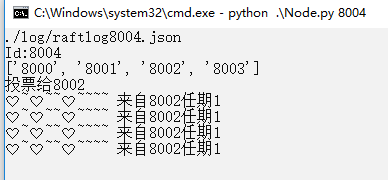 C:\Windows\system32\cmd.exe - python .\Node.py 8004
./log/raftlog8004.json
Id:8004
['8000', '8001', '8002', '8003']
投票给8002
♡~♡~~♡~~~~ 来自8002任期1
♡~♡~~♡~~~~ 来自8002任期1
♡~♡~~♡~~~~ 来自8002任期1
♡~♡~~♡~~~~ 来自8002任期1